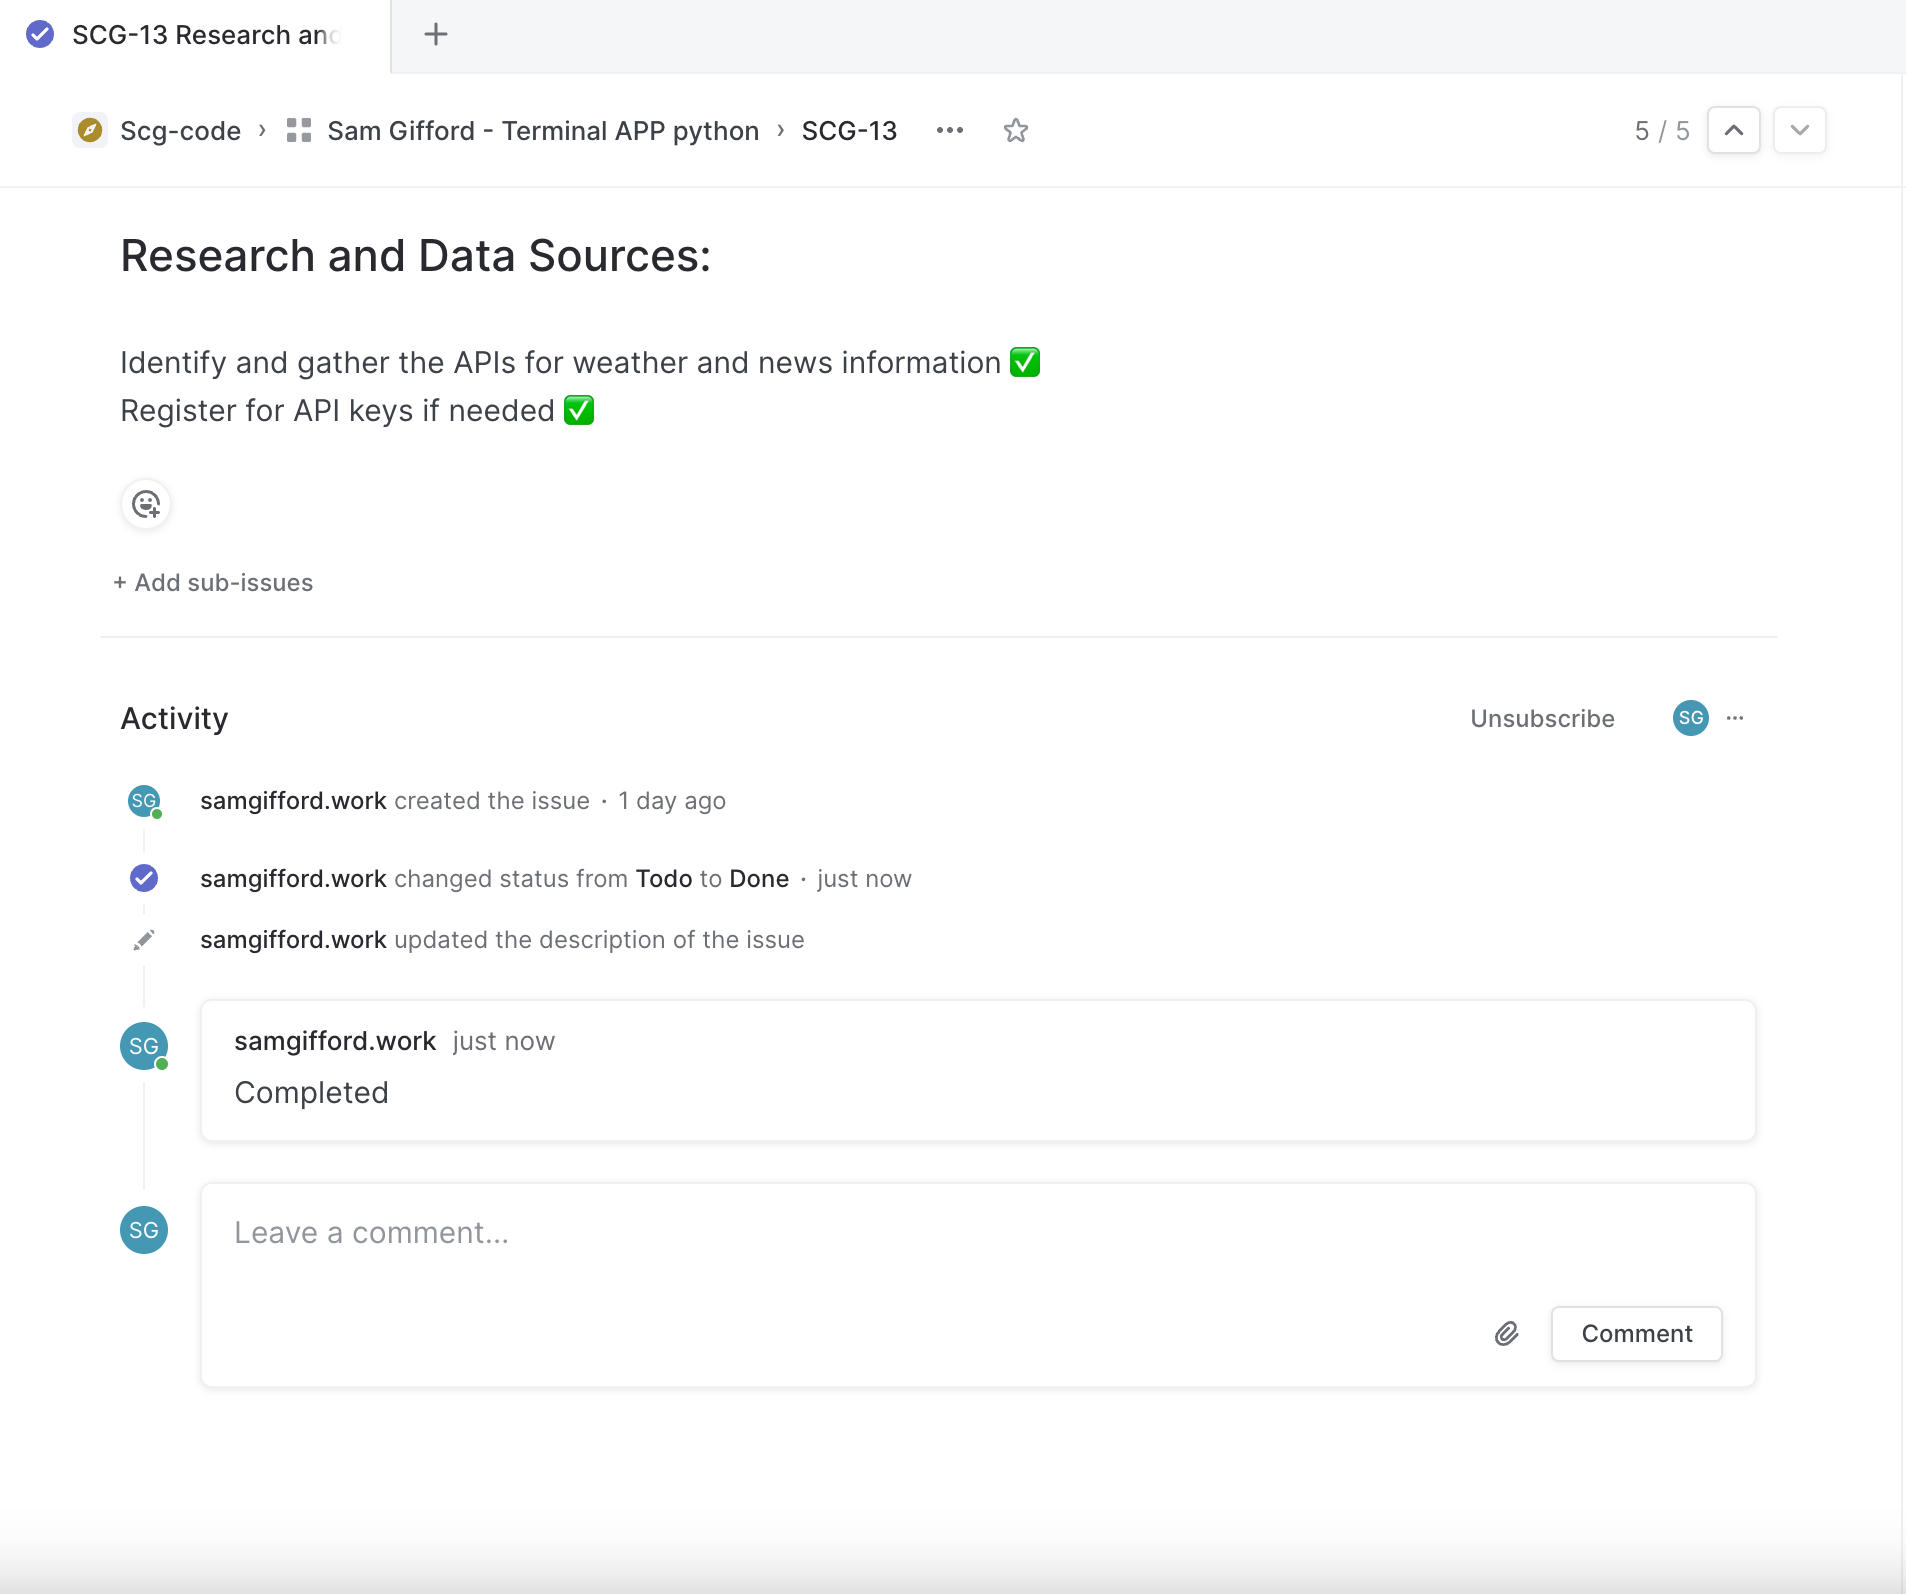 SCG-13 Research and
Scg-code › Sam Gifford - Terminal APP python › SCG-13
5 / 5
Research and Data Sources:
Identify and gather the APIs for weather and news information ✅
Register for API keys if needed ✅
+ Add sub-issues
Activity
Unsubscribe
SG
SG
samgifford.work created the issue · 1 day ago
samgifford.work changed status from Todo to Done · just now
samgifford.work updated the description of the issue
SG
samgifford.work just now
Completed
SG
Leave a comment...
Comment